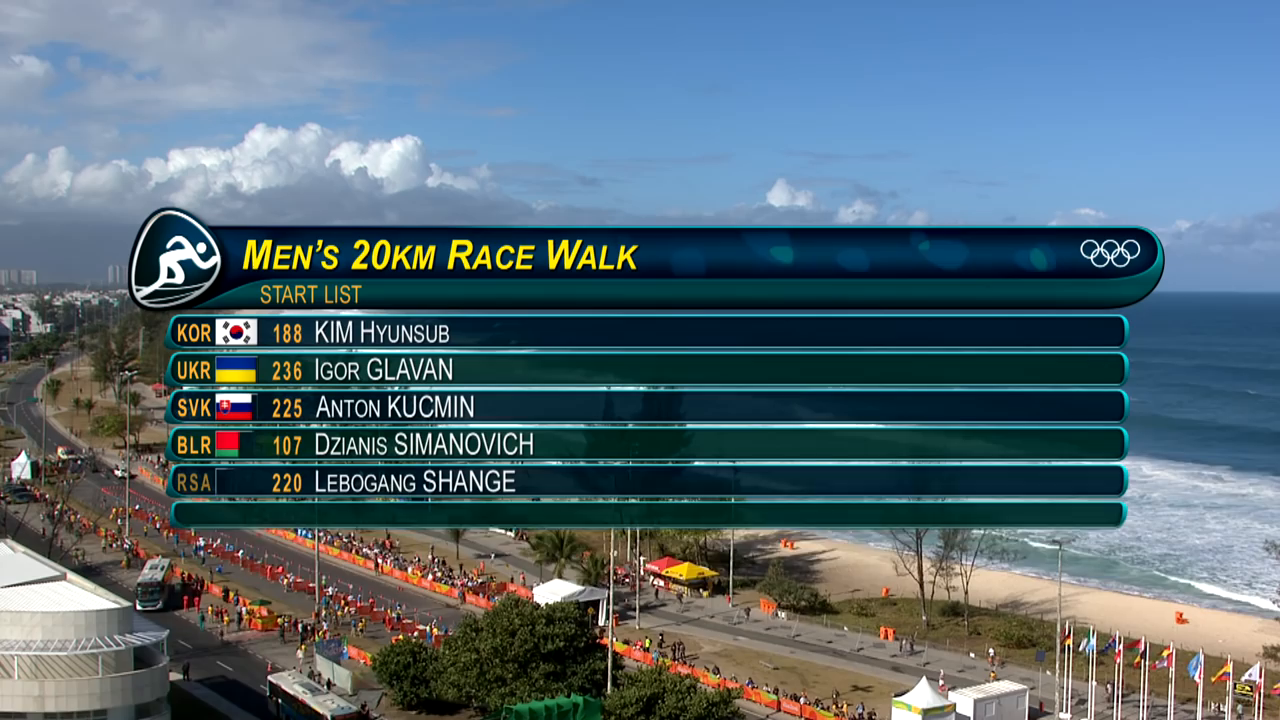 MEN'S 20KM RACE WALK
START LIST
KOR 188 KIM HYUNSUB
UKR 236 IGOR GLAVAN
SVK 225 ANTON KUCMIN
BLR 107 DZIANIS SIMANOVICH
RSA 220 LEBOGANG SHANGE